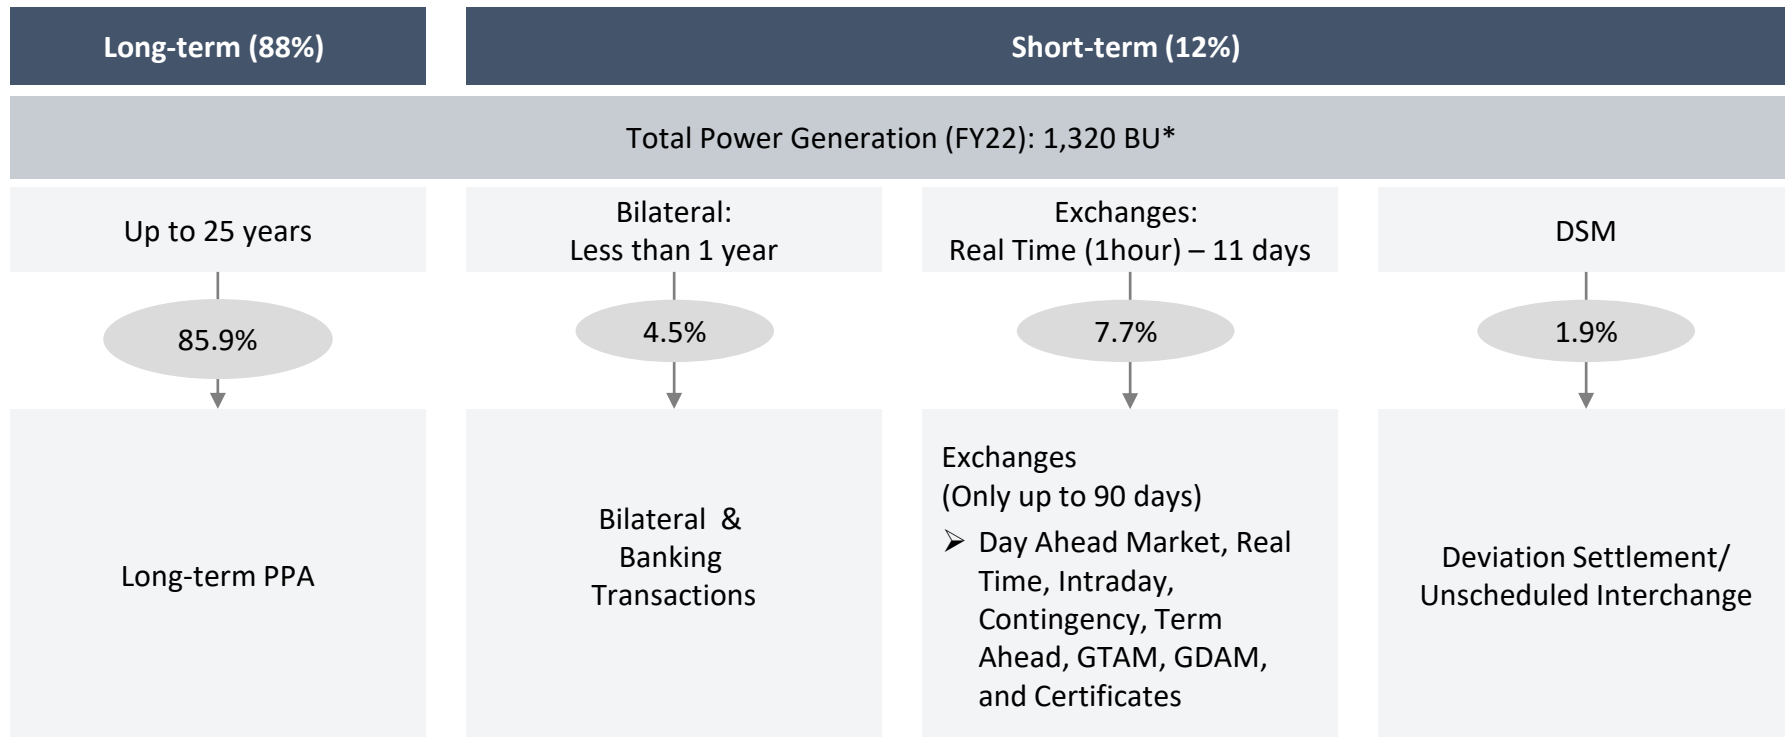 Long-term (88%)
Short-term (12%)
Total Power Generation (FY22): 1,320 BU*
Up to 25 years
Bilateral:
Less than 1 year
Exchanges:
Real Time (1hour) – 11 days
DSM
85.9%
4.5%
7.7%
1.9%
Long-term PPA
Bilateral &
Banking
Transactions
Exchanges
(Only up to 90 days)
➢ Day Ahead Market, Real
Time, Intraday,
Contingency, Term
Ahead, GTAM, GDAM,
and Certificates
Deviation Settlement/
Unscheduled Interchange